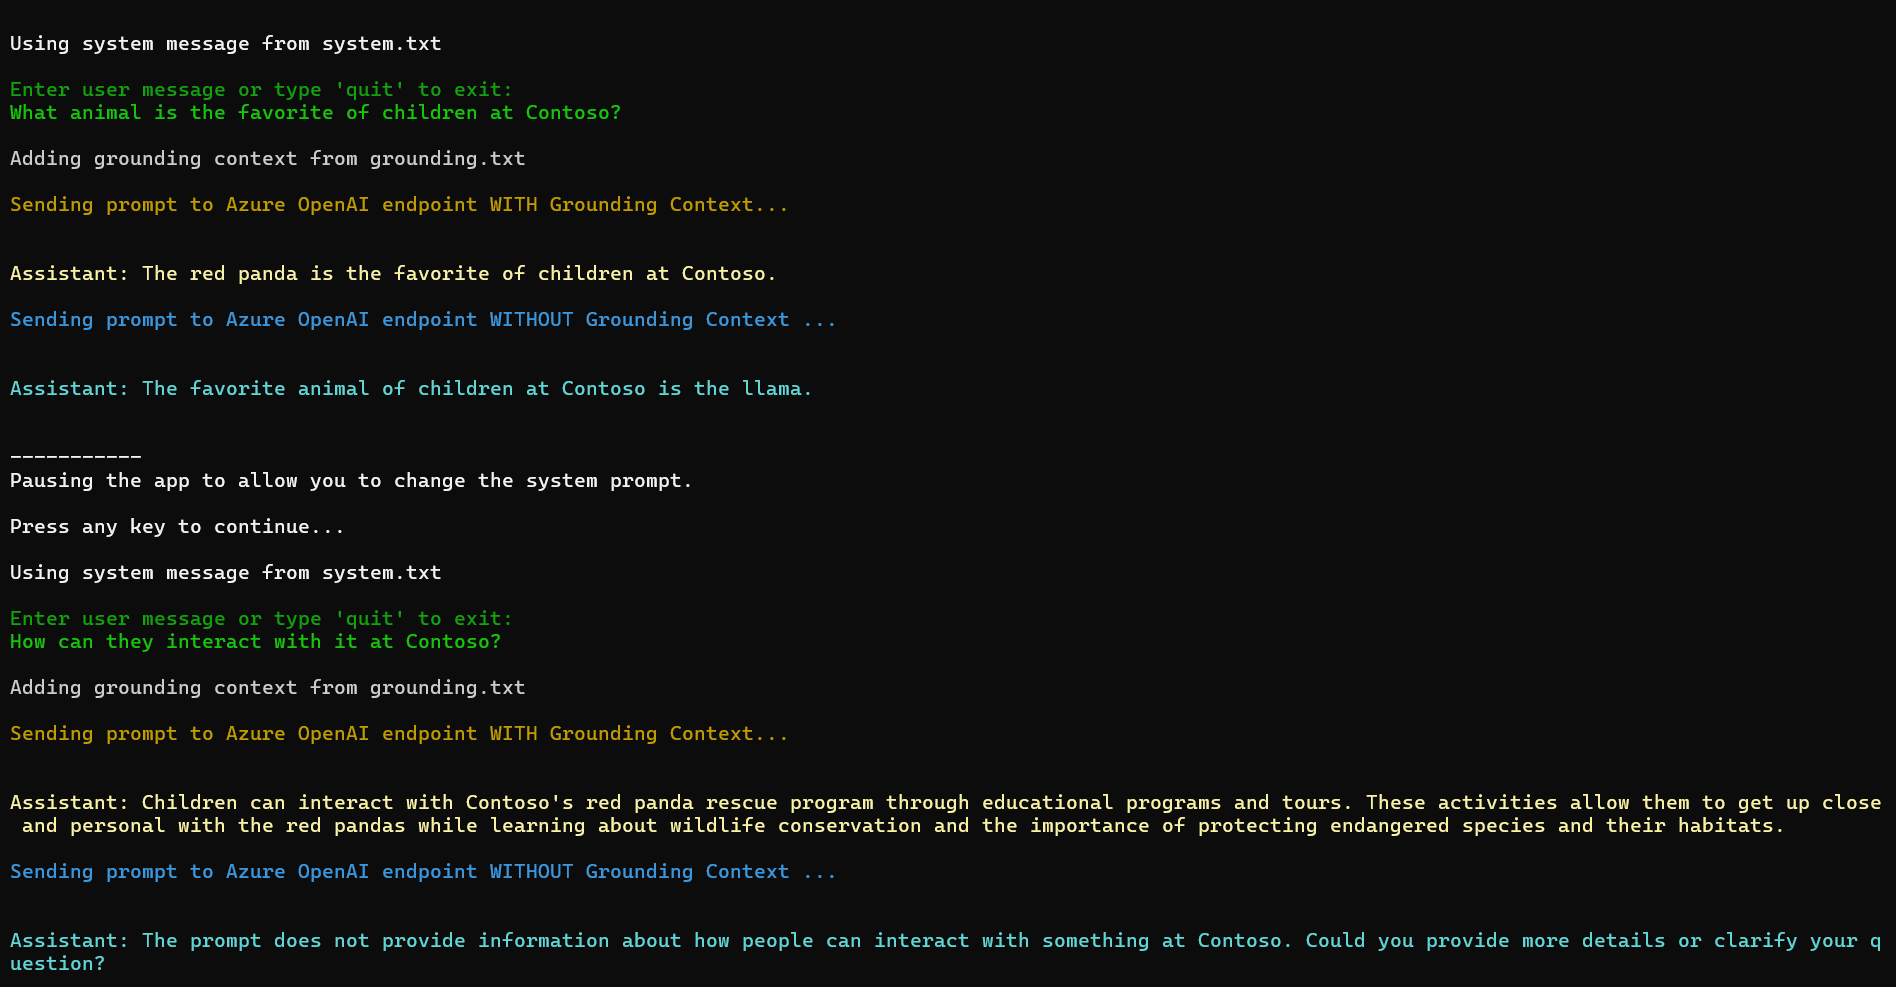 Using system message from system.txt
Enter user message or type 'quit' to exit:
What animal is the favorite of children at Contoso?
Adding grounding context from grounding.txt
Sending prompt to Azure OpenAI endpoint WITH Grounding Context...
Assistant: The red panda is the favorite of children at Contoso.
Sending prompt to Azure OpenAI endpoint WITHOUT Grounding Context ...
Assistant: The favorite animal of children at Contoso is the llama.
___________
Pausing the app to allow you to change the system prompt.
Press any key to continue...
Using system message from system.txt
Enter user message or type 'quit' to exit:
How can they interact with it at Contoso?
Adding grounding context from grounding.txt
Sending prompt to Azure OpenAI endpoint WITH Grounding Context...
Assistant: Children can interact with Contoso's red panda rescue program through educational programs and tours. These activities allow them to get up close
 and personal with the red pandas while learning about wildlife conservation and the importance of protecting endangered species and their habitats.
Sending prompt to Azure OpenAI endpoint WITHOUT Grounding Context ...
Assistant: The prompt does not provide information about how people can interact with something at Contoso. Could you provide more details or clarify your q
uestion?